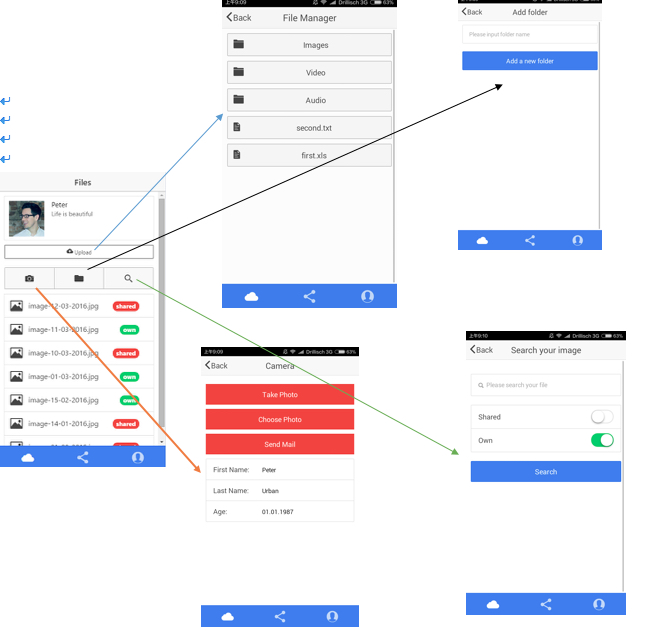 上午9:09 Drillisch 3G 63%
Back File Manager
Images
Video
Audio
second.txt
first.xls
Back Add folder
Please input folder name
Add a new folder
Files
Peter
Life is beautiful
Upload
image-12-03-2016.jpg shared
image-11-03-2016.jpg own
image-10-03-2016.jpg shared
image-01-03-2016.jpg own
image-15-02-2016.jpg own
image-14-01-2016.jpg shared
上午9:09 Drillisch 3G 63%
Back Camera
Take Photo
Choose Photo
Send Mail
First Name: Peter
Last Name: Urban
Age: 01.01.1987
上午9:10 Drillisch 3G 63%
Back Search your image
Please search your file
Shared
Own
Search